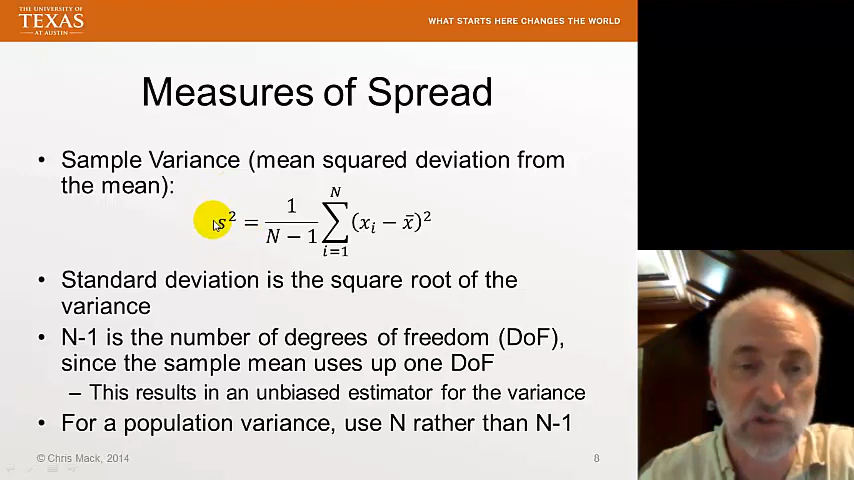 THE UNIVERSITY OF
TEXAS
AT AUSTIN
WHAT STARTS HERE CHANGES THE WORLD
Measures of Spread
• Sample Variance (mean squared deviation from
the mean):
s² = 1/(N − 1) ∑_{i=1}^{N} (xᵢ − x̄)²
• Standard deviation is the square root of the
variance
• N-1 is the number of degrees of freedom (DoF),
since the sample mean uses up one DoF
– This results in an unbiased estimator for the variance
• For a population variance, use N rather than N-1
© Chris Mack, 2014
8